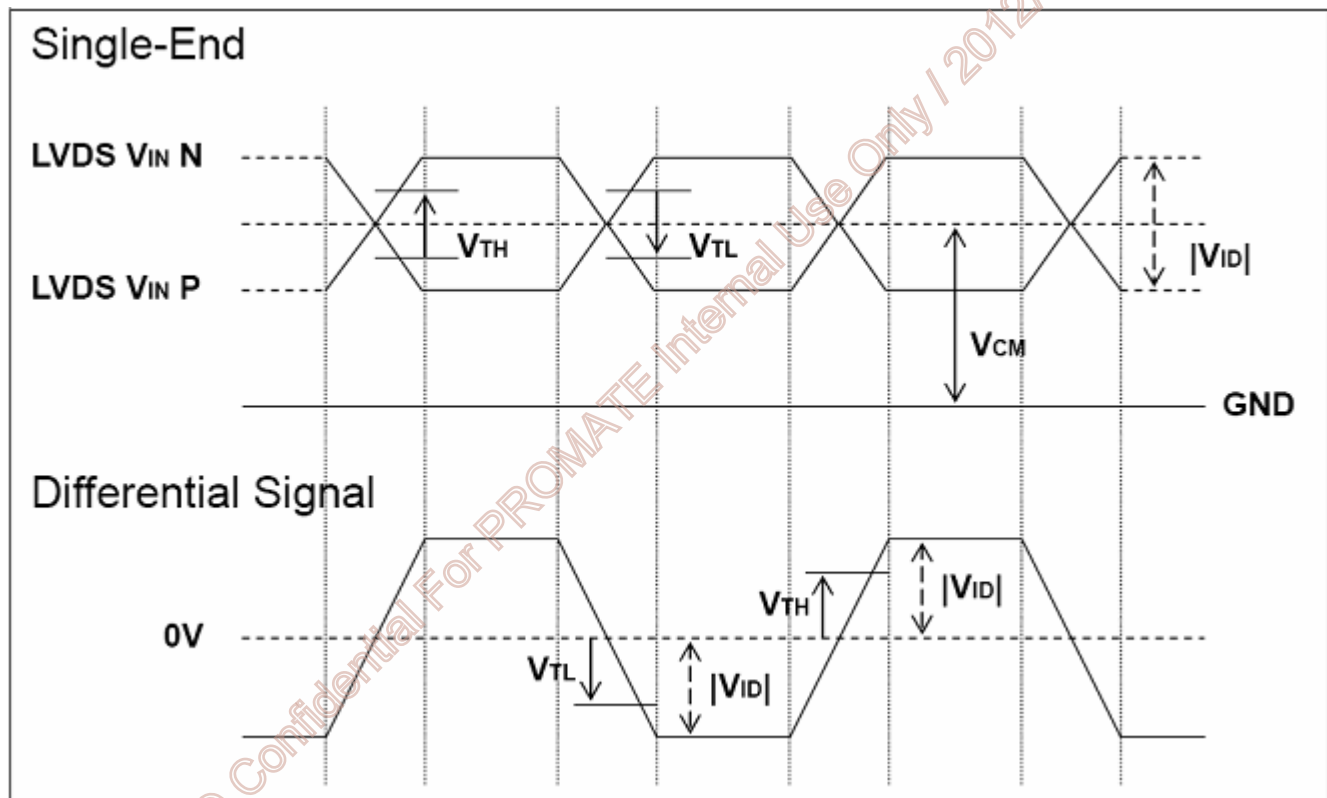 Single-End
LVDS VIN N
VTH
VTL
|VID|
LVDS VIN P
VCM
GND
Differential Signal
VTH
|VID|
0V
VTL
|VID|
Confidential For PROMATE Internal Use Only / 2012